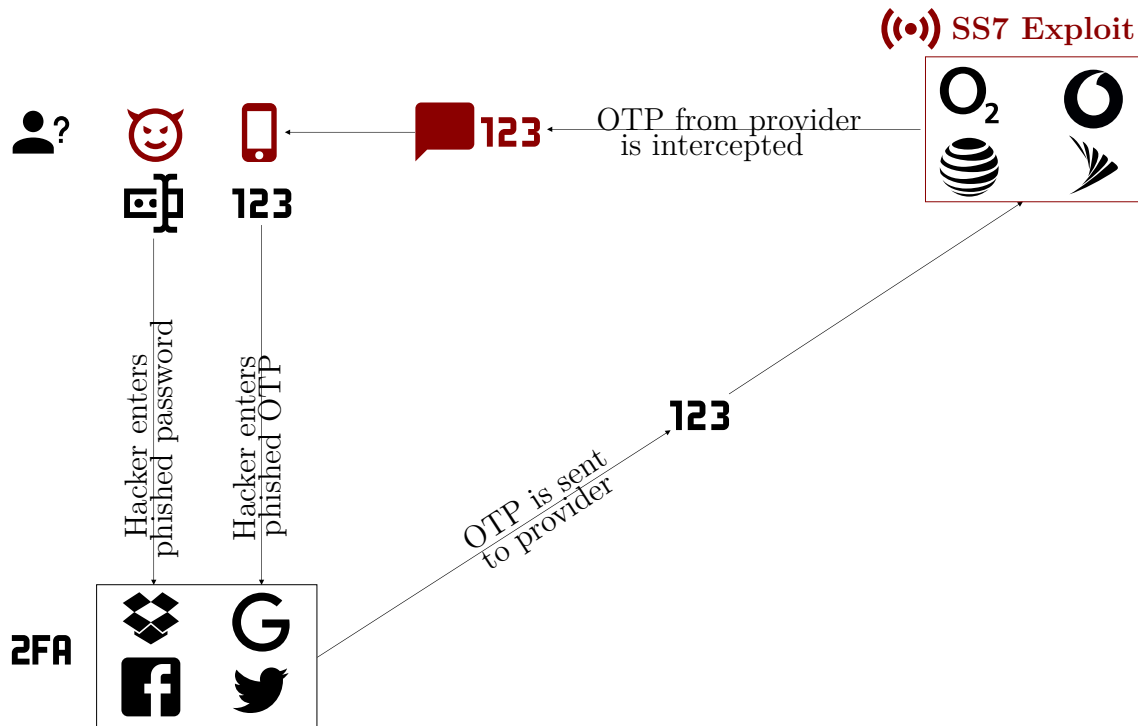 SS7 Exploit
O2
123
OTP from provider
is intercepted
123
Hacker enters
phished password
Hacker enters
phished OTP
123
OTP is sent
to provider
2FA
G
f
?